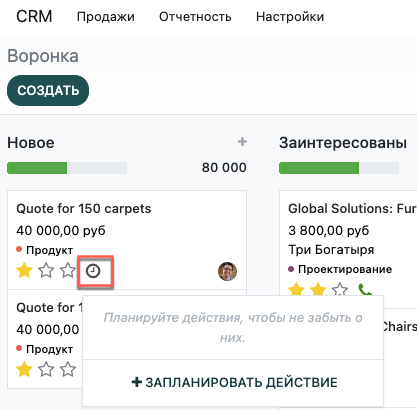 CRM Продажи Отчетность Настройки
Воронка
СОЗДАТЬ
Новое + 80 000
Quote for 150 carpets
40 000,00 руб
Продукт
Quote for 1
40 000,00
Продукт
Заинтересованы
Global Solutions: Fur
3 800,00 руб
Три Богатыря
Проектирование
Chairs
Планируйте действия, чтобы не забыть о
них.
+ ЗАПЛАНИРОВАТЬ ДЕЙСТВИЕ